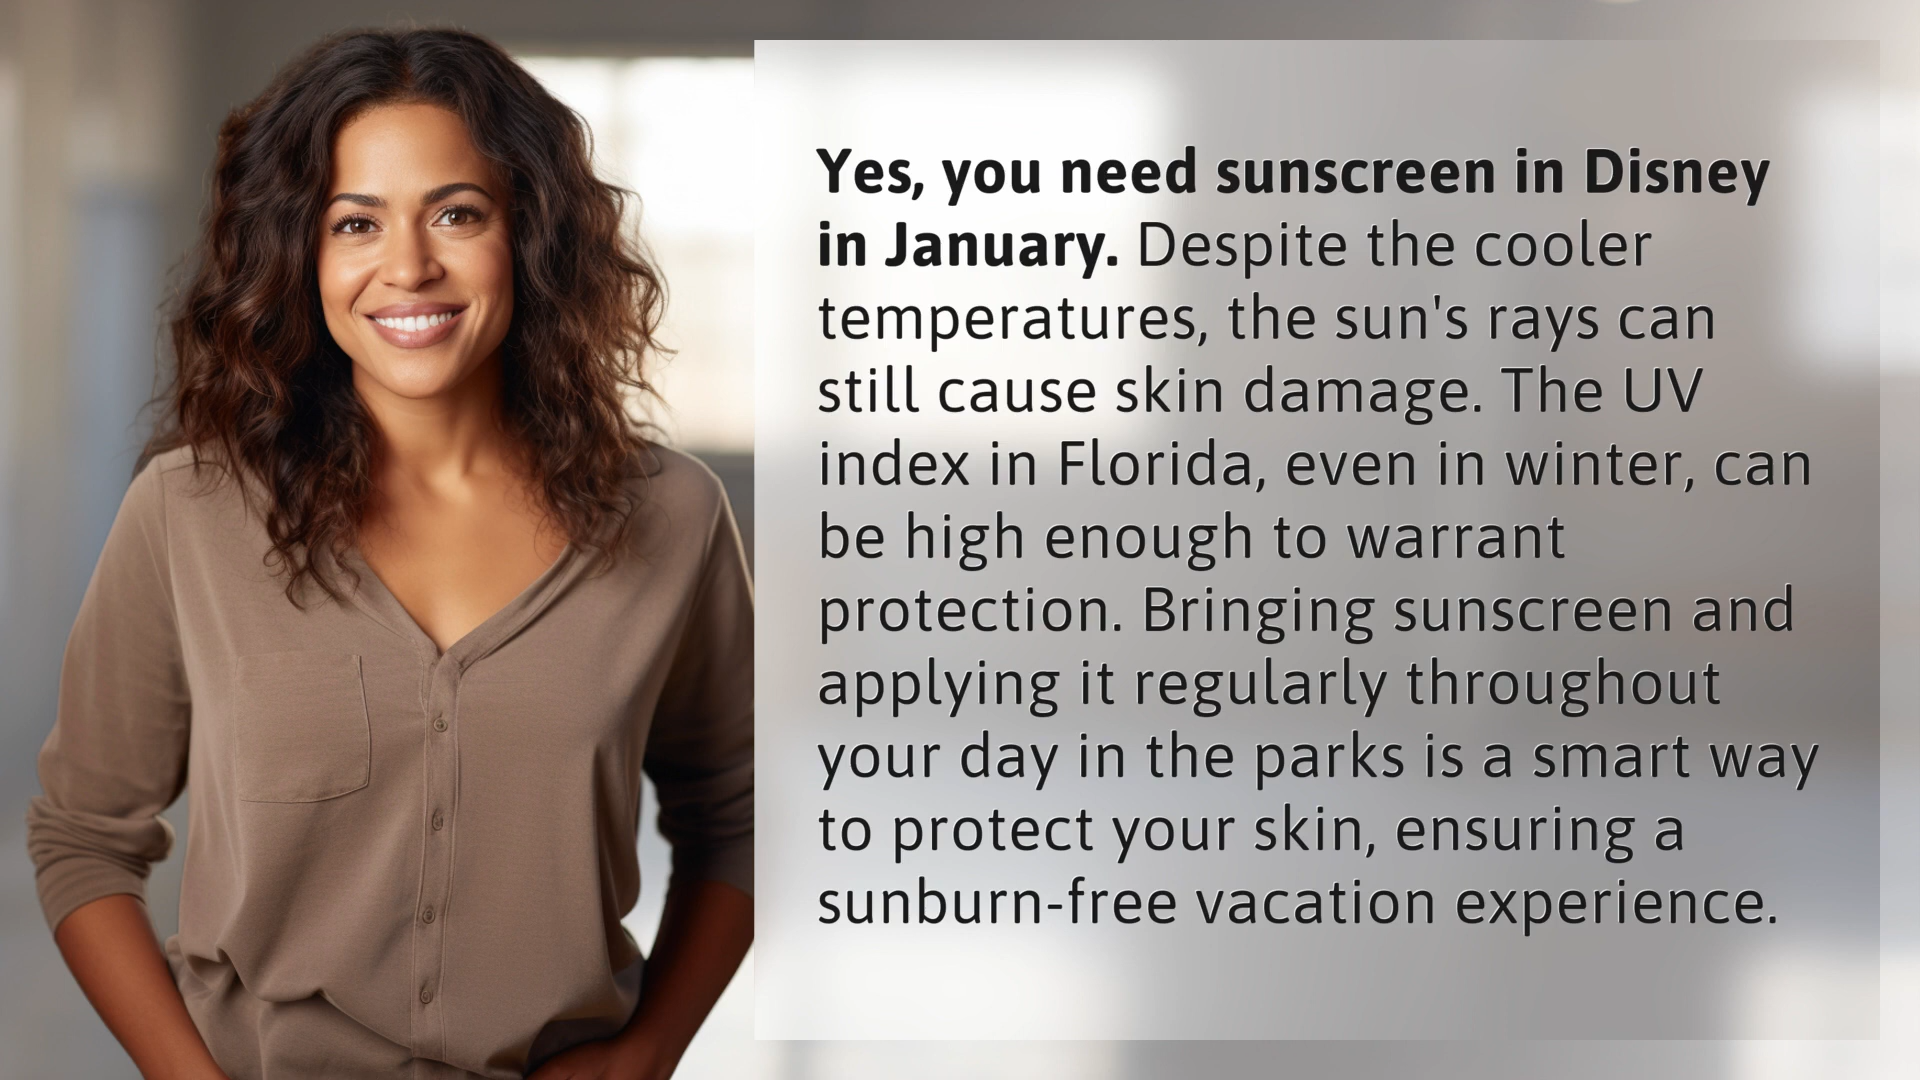 Yes, you need sunscreen in Disney
in January. Despite the cooler
temperatures, the sun's rays can
still cause skin damage. The UV
index in Florida, even in winter, can
be high enough to warrant
protection. Bringing sunscreen and
applying it regularly throughout
your day in the parks is a smart way
to protect your skin, ensuring a
sunburn-free vacation experience.